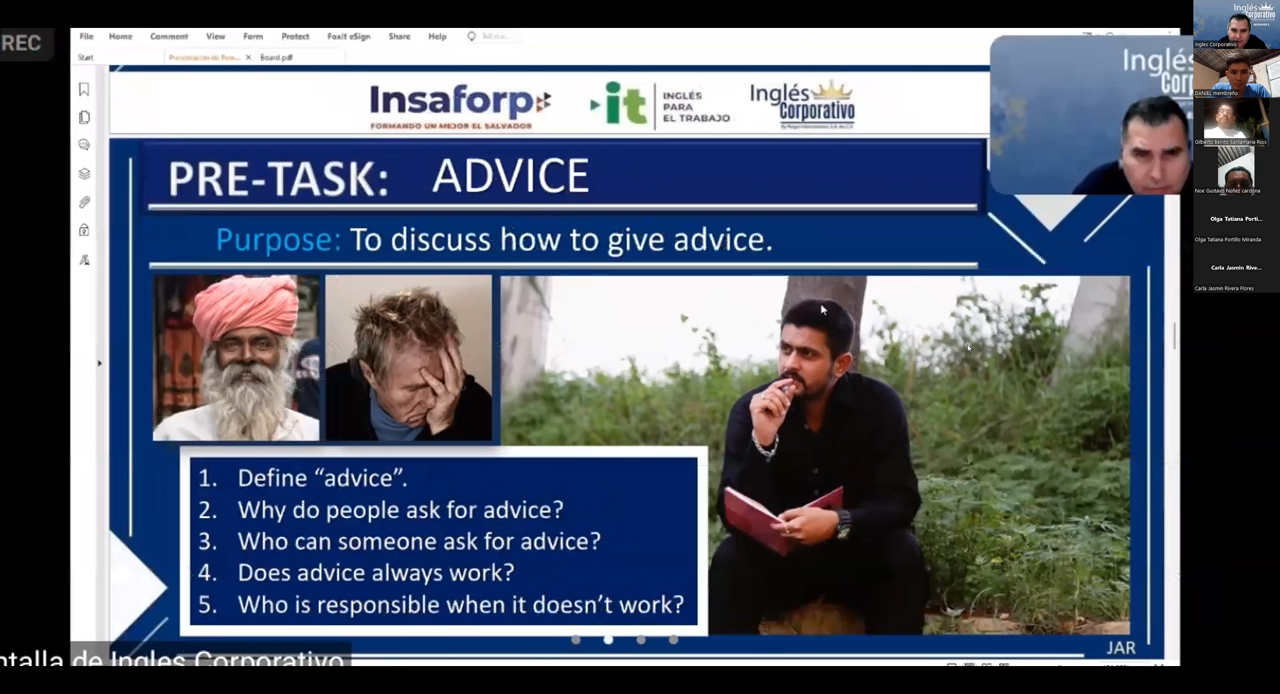 REC
File Home Comment View Form Protect Foxit eSign Share Help
Start
Board.pdf
Insaforp
FORMANDO UN MEJOR EL SALVADOR
it
INGLÉS
PARA
EL TRABAJO
Inglés
Corporativo
PRE-TASK: ADVICE
Purpose: To discuss how to give advice.
1. Define “advice”.
2. Why do people ask for advice?
3. Who can someone ask for advice?
4. Does advice always work?
5. Who is responsible when it doesn’t work?
JAR
ntalla de Ingles Corporativo
Inglés
Corporativo
Ingles Corporativo
DANIEL membreño
Gilberto Benito Santamaria Rios
Noe Gustavo Núñez cardona
Olga Tatiana Porti...
Olga Tatiana Portillo Miranda
Carla Jasmin Rive...
Carla Jasmin Rivera Flores